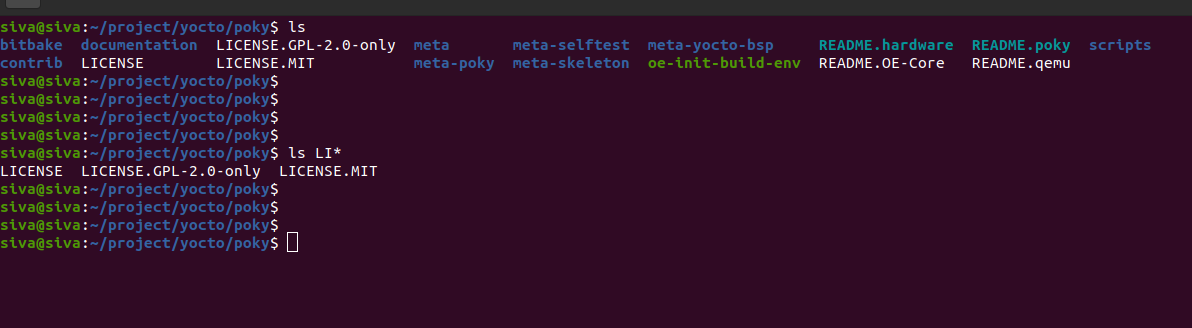 siva@siva:~/project/yocto/poky$ ls
bitbake  documentation  LICENSE.GPL-2.0-only  meta       meta-selftest  meta-yocto-bsp     README.hardware  README.poky  scripts
contrib  LICENSE        LICENSE.MIT           meta-poky  meta-skeleton  oe-init-build-env  README.OE-Core   README.qemu
siva@siva:~/project/yocto/poky$
siva@siva:~/project/yocto/poky$
siva@siva:~/project/yocto/poky$
siva@siva:~/project/yocto/poky$
siva@siva:~/project/yocto/poky$ ls LI*
LICENSE  LICENSE.GPL-2.0-only  LICENSE.MIT
siva@siva:~/project/yocto/poky$
siva@siva:~/project/yocto/poky$
siva@siva:~/project/yocto/poky$
siva@siva:~/project/yocto/poky$